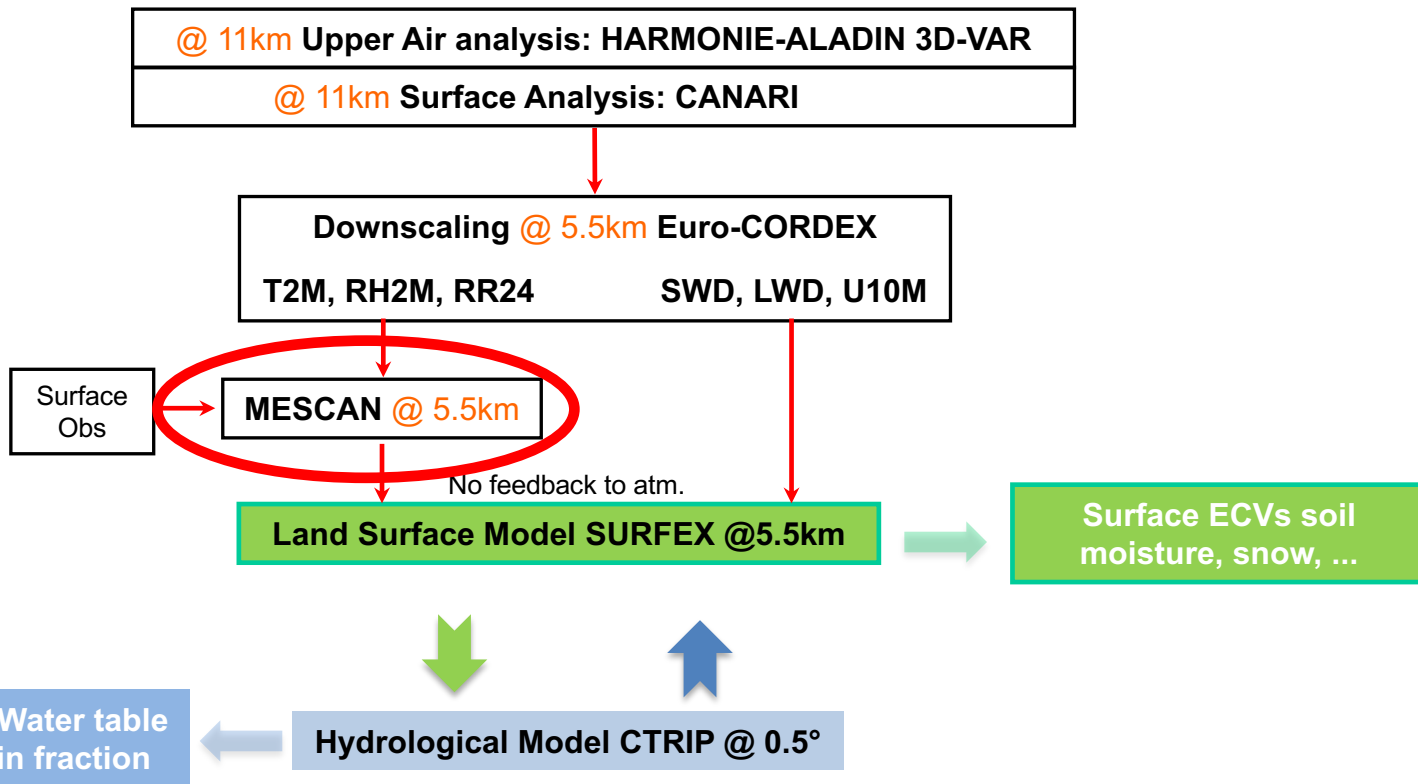 @ 11km Upper Air analysis: HARMONIE-ALADIN 3D-VAR
@ 11km Surface Analysis: CANARI
Downscaling @ 5.5km Euro-CORDEX
T2M, RH2M, RR24 SWD, LWD, U10M
Surface
Obs
MESCAN @ 5.5km
No feedback to atm.
Land Surface Model SURFEX @5.5km
Surface ECVs soil
moisture, snow, ...
Water table
in fraction
Hydrological Model CTRIP @ 0.5°